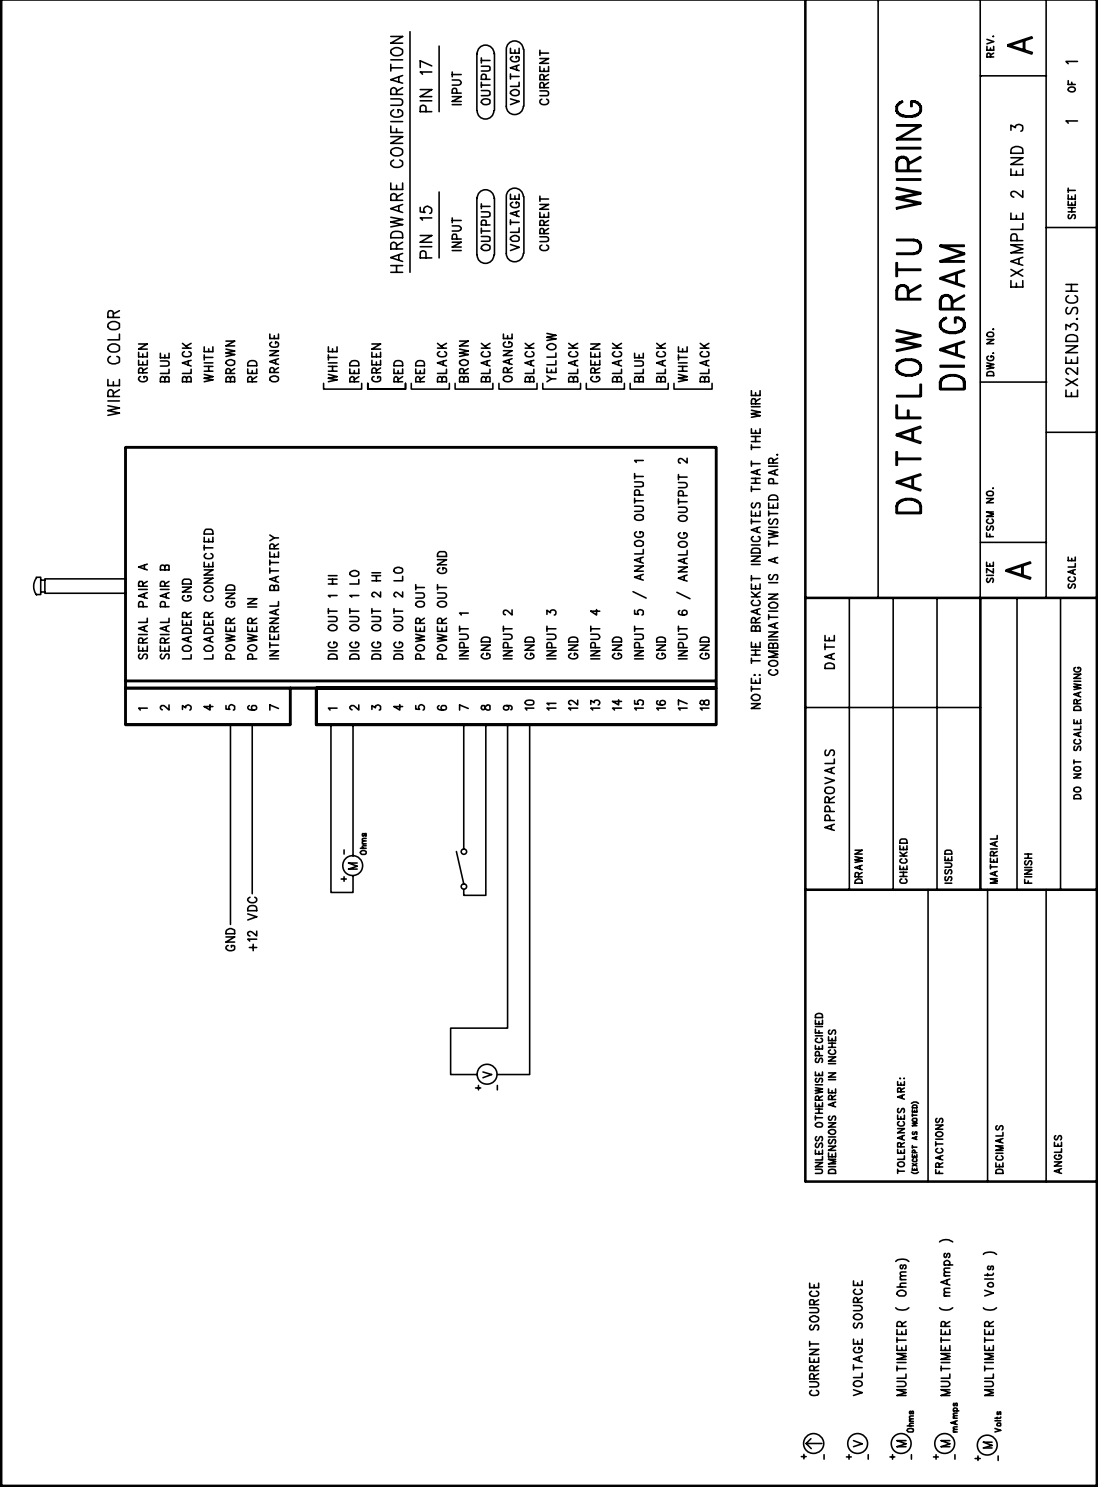 WIRE COLOR
1 SERIAL PAIR A GREEN
2 SERIAL PAIR B BLUE
3 LOADER GND BLACK
4 LOADER CONNECTED WHITE
GND 5 POWER GND BROWN
+12 VDC 6 POWER IN RED
7 INTERNAL BATTERY ORANGE
1 DIG OUT 1 HI WHITE
2 DIG OUT 1 LO RED
3 DIG OUT 2 HI GREEN
4 DIG OUT 2 LO RED
5 POWER OUT RED
6 POWER OUT GND BLACK
7 INPUT 1 BROWN
8 GND BLACK
9 INPUT 2 ORANGE
10 GND BLACK
11 INPUT 3 YELLOW
12 GND BLACK
13 INPUT 4 GREEN
14 GND BLACK
15 INPUT 5 / ANALOG OUTPUT 1 BLUE
16 GND BLACK
17 INPUT 6 / ANALOG OUTPUT 2 WHITE
18 GND BLACK
+ M -
Ohms
+ V -
HARDWARE CONFIGURATION
PIN 15 PIN 17
INPUT INPUT
OUTPUT OUTPUT
VOLTAGE VOLTAGE
CURRENT CURRENT
NOTE: THE BRACKET INDICATES THAT THE WIRE
COMBINATION IS A TWISTED PAIR.
+ - CURRENT SOURCE
+ V - VOLTAGE SOURCE
+ M - Ohms MULTIMETER ( Ohms)
+ M - mAmps MULTIMETER ( mAmps )
+ M - Volts MULTIMETER ( Volts )
UNLESS OTHERWISE SPECIFIED
DIMENSIONS ARE IN INCHES
TOLERANCES ARE:
(EXCEPT AS NOTED)
FRACTIONS
DECIMALS
ANGLES
APPROVALS DATE
DRAWN
CHECKED
ISSUED
MATERIAL
FINISH
DO NOT SCALE DRAWING
DATAFLOW RTU WIRING
DIAGRAM
SIZE
A
FSCM NO.
DWG. NO.
EXAMPLE 2 END 3
REV.
A
SCALE
EX2END3.SCH
SHEET 1 OF 1